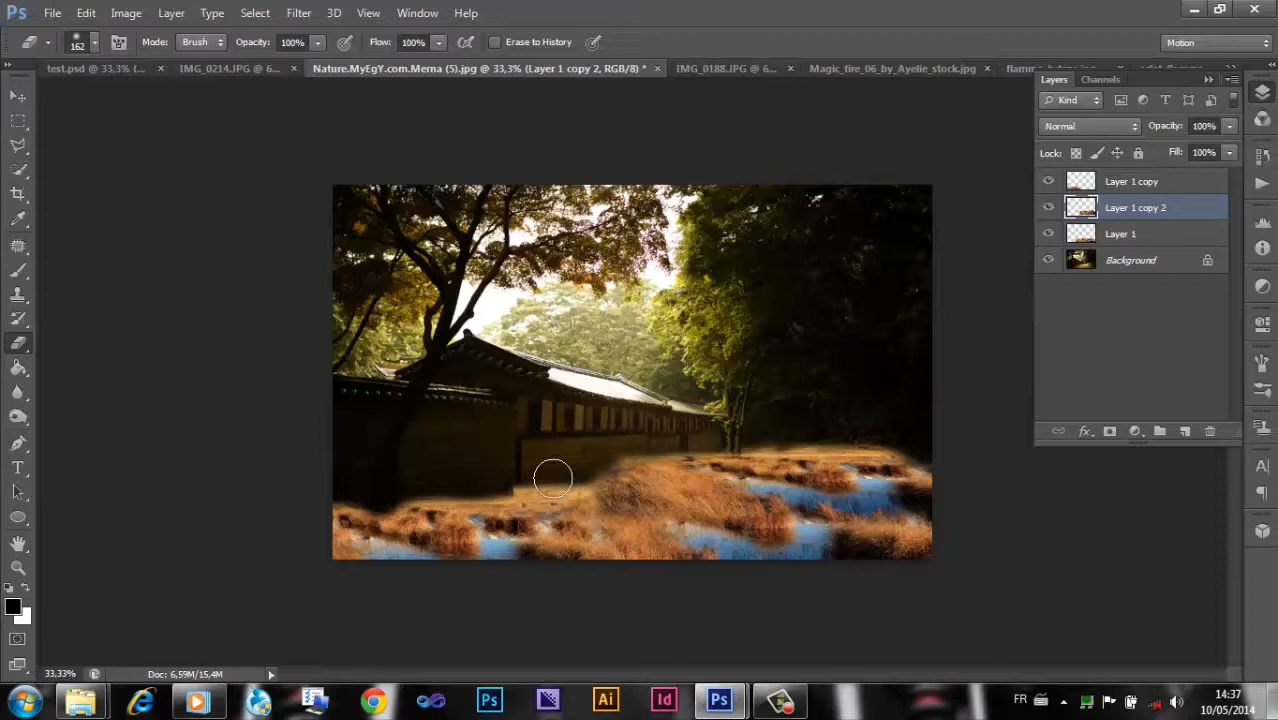 Ps File Edit Image Layer Type Select Filter 3D View Window Help
162 Mode: Brush Opacity: 100% Flow: 100% Erase to History Motion
test.psd @ 33,3% (... × IMG_0214.JPG @ 6... × Nature.MyEgY.com.Merna (5).jpg @ 33,3% (Layer 1 copy 2, RGB/8) * × IMG_0188.JPG @ 6... × Magic_fire_06_by_Ayelie_stock.jpg ×
Layers Channels
Kind
Normal Opacity: 100%
Lock: Fill: 100%
Layer 1 copy
Layer 1 copy 2
Layer 1
Background
fx
33,33% Doc: 6,59M/15,4M
Ps Ai Id Ps FR 14:37
10/05/2014